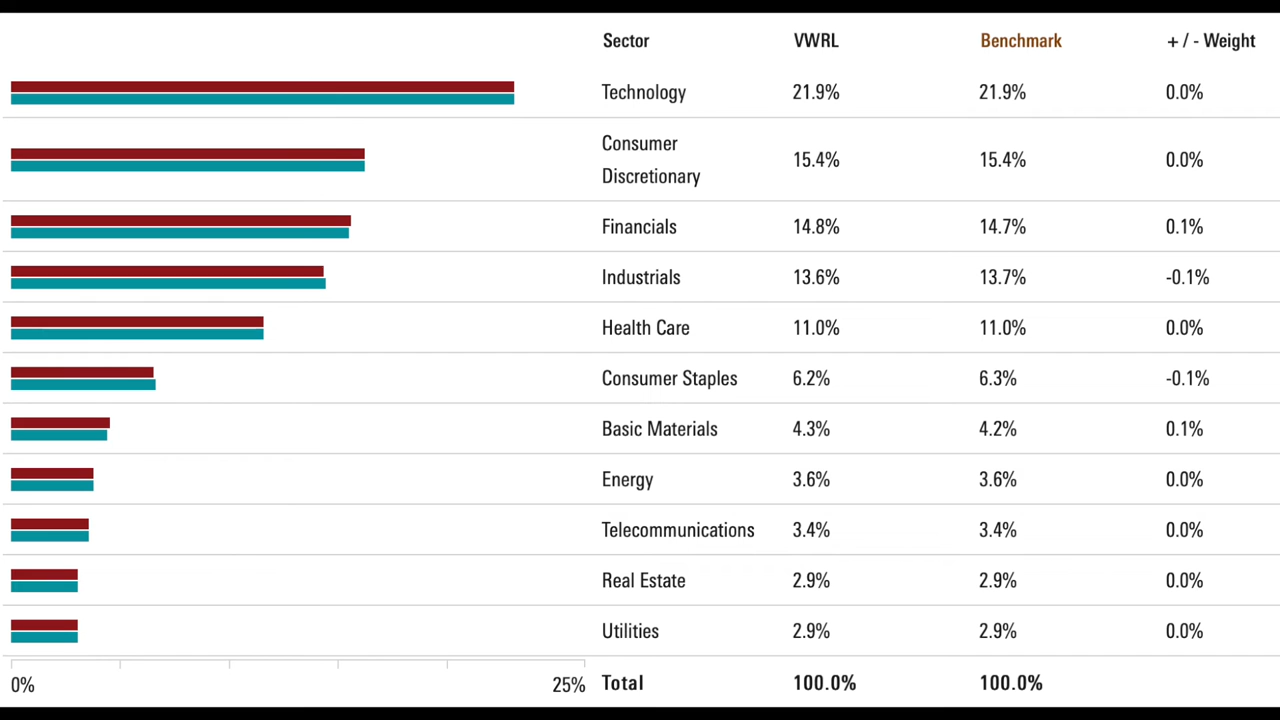 Sector VWRL Benchmark + / - Weight
Technology 21.9% 21.9% 0.0%
Consumer
Discretionary 15.4% 15.4% 0.0%
Financials 14.8% 14.7% 0.1%
Industrials 13.6% 13.7% -0.1%
Health Care 11.0% 11.0% 0.0%
Consumer Staples 6.2% 6.3% -0.1%
Basic Materials 4.3% 4.2% 0.1%
Energy 3.6% 3.6% 0.0%
Telecommunications 3.4% 3.4% 0.0%
Real Estate 2.9% 2.9% 0.0%
Utilities 2.9% 2.9% 0.0%
0% 25% Total 100.0% 100.0%